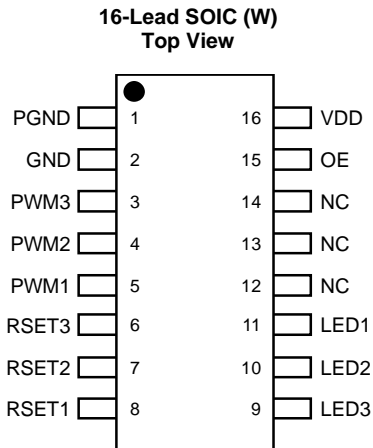 16-Lead SOIC (W)
Top View
PGND 1 16 VDD
GND 2 15 OE
PWM3 3 14 NC
PWM2 4 13 NC
PWM1 5 12 NC
RSET3 6 11 LED1
RSET2 7 10 LED2
RSET1 8 9 LED3